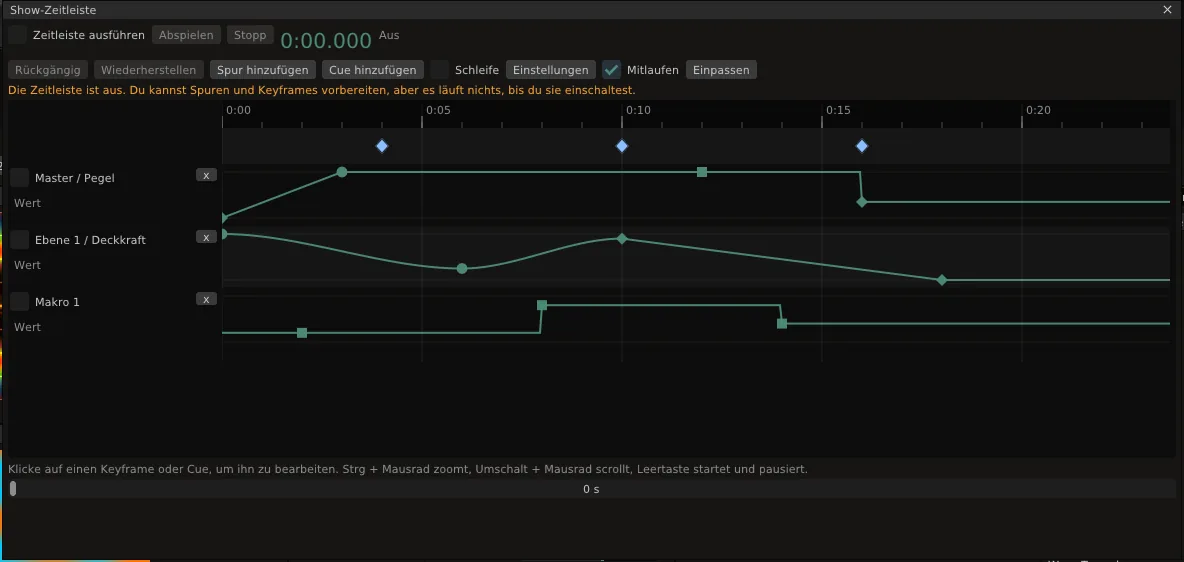 Show-Zeitleiste
Zeitleiste ausführen Abspielen Stopp 0:00.000 Aus
Rückgängig Wiederherstellen Spur hinzufügen Cue hinzufügen Schleife Einstellungen Mitlaufen Einpassen
Die Zeitleiste ist aus. Du kannst Spuren und Keyframes vorbereiten, aber es läuft nichts, bis du sie einschaltest.
0:00 0:05 0:10 0:15 0:20
Master / Pegel x
Wert
Ebene 1 / Deckkraft x
Wert
Makro 1 x
Wert
Klicke auf einen Keyframe oder Cue, um ihn zu bearbeiten. Strg + Mausrad zoomt, Umschalt + Mausrad scrollt, Leertaste startet und pausiert.
0 s